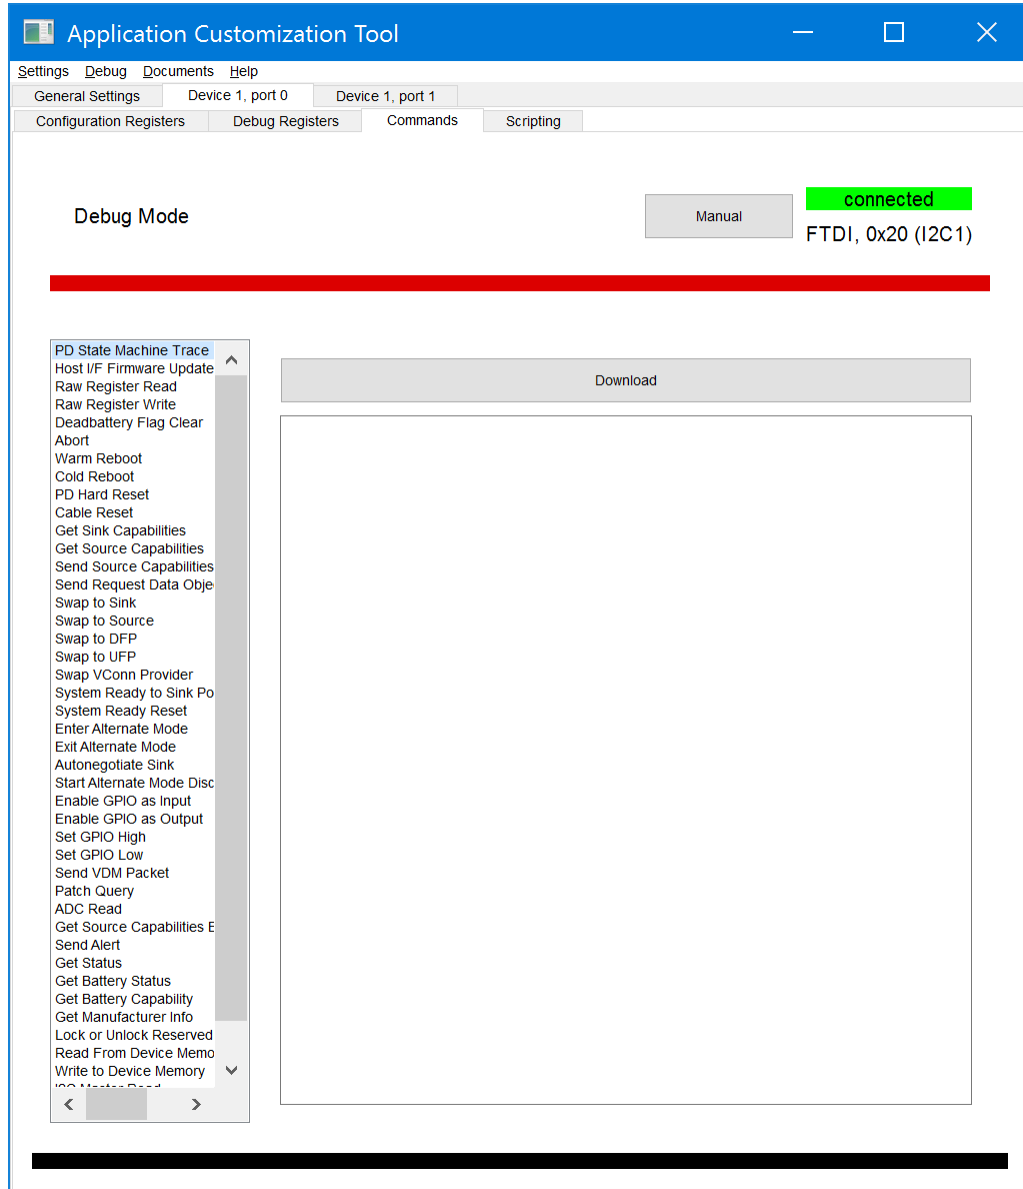 Application Customization Tool
Settings Debug Documents Help
General Settings Device 1, port 0 Device 1, port 1
Configuration Registers Debug Registers Commands Scripting
Debug Mode
Manual
connected
FTDI, 0x20 (I2C1)
PD State Machine Trace
Host I/F Firmware Update
Raw Register Read
Raw Register Write
Deadbattery Flag Clear
Abort
Warm Reboot
Cold Reboot
PD Hard Reset
Cable Reset
Get Sink Capabilities
Get Source Capabilities
Send Source Capabilities
Send Request Data Obje
Swap to Sink
Swap to Source
Swap to DFP
Swap to UFP
Swap VConn Provider
System Ready to Sink Po
System Ready Reset
Enter Alternate Mode
Exit Alternate Mode
Autonegotiate Sink
Start Alternate Mode Disc
Enable GPIO as Input
Enable GPIO as Output
Set GPIO High
Set GPIO Low
Send VDM Packet
Patch Query
ADC Read
Get Source Capabilities E
Send Alert
Get Status
Get Battery Status
Get Battery Capability
Get Manufacturer Info
Lock or Unlock Reserved
Read From Device Memo
Write to Device Memory
Download